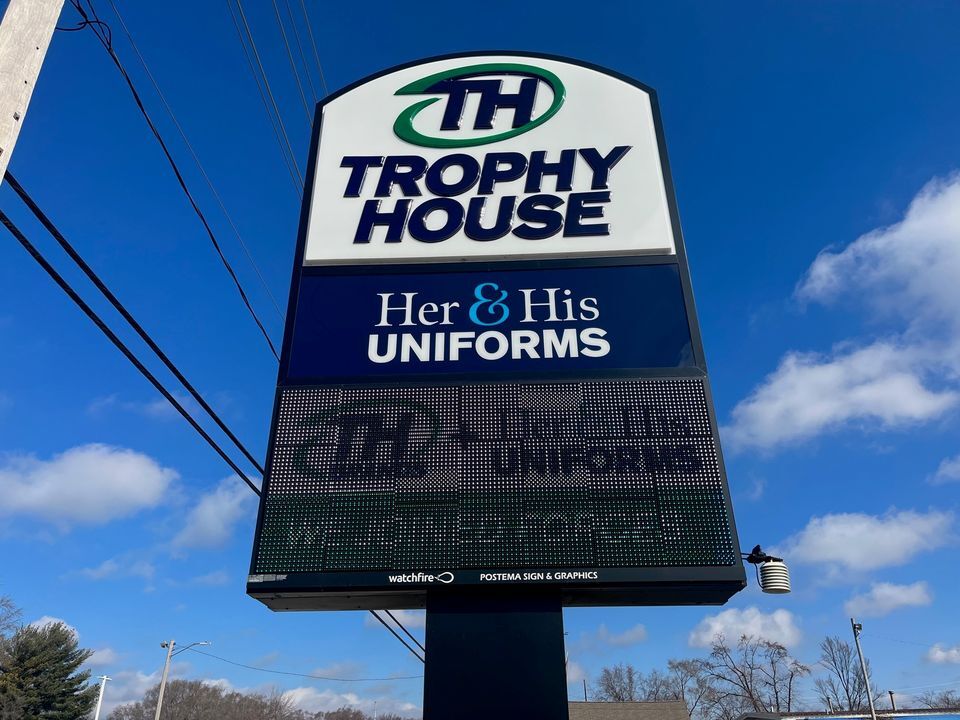 TH
TROPHY
HOUSE
Her & His
UNIFORMS
TH
Her & His
UNIFORMS
watchfire
POSTEMA SIGN & GRAPHICS